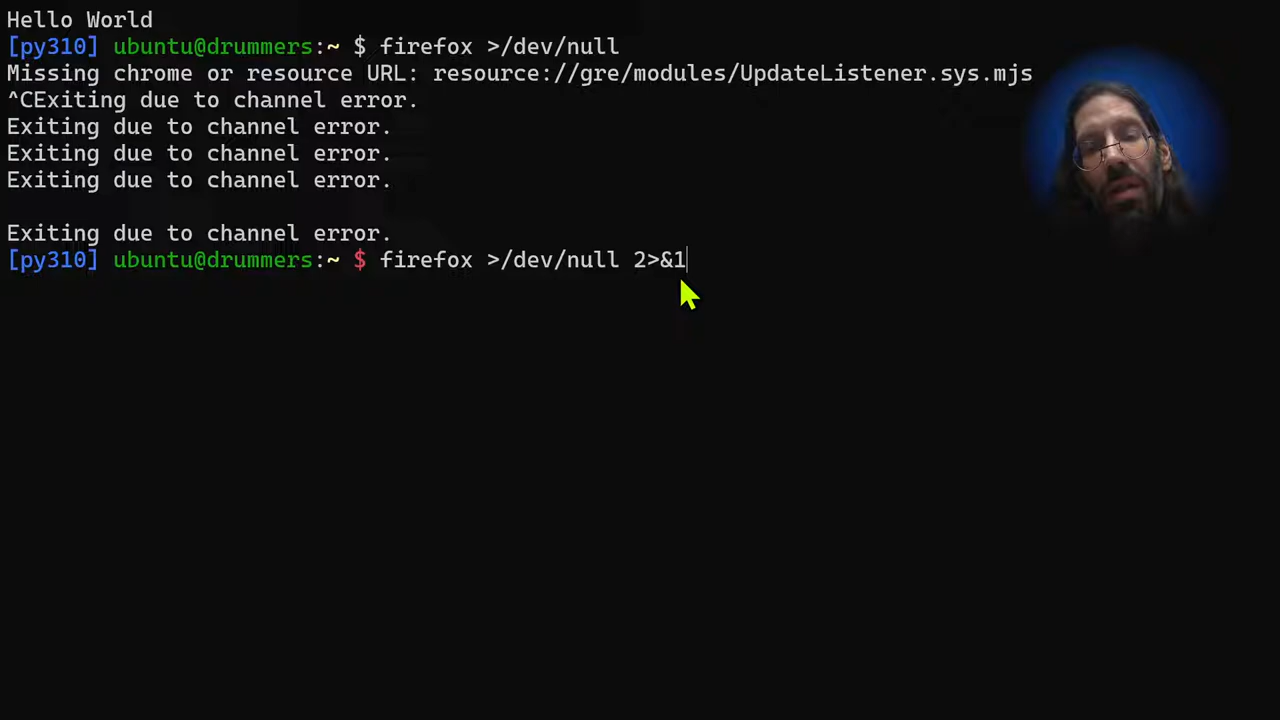 Hello World
[py310] ubuntu@drummers:~ $ firefox >/dev/null
Missing chrome or resource URL: resource://gre/modules/UpdateListener.sys.mjs
^CExiting due to channel error.
Exiting due to channel error.
Exiting due to channel error.
Exiting due to channel error.
Exiting due to channel error.
[py310] ubuntu@drummers:~ $ firefox >/dev/null 2>&1